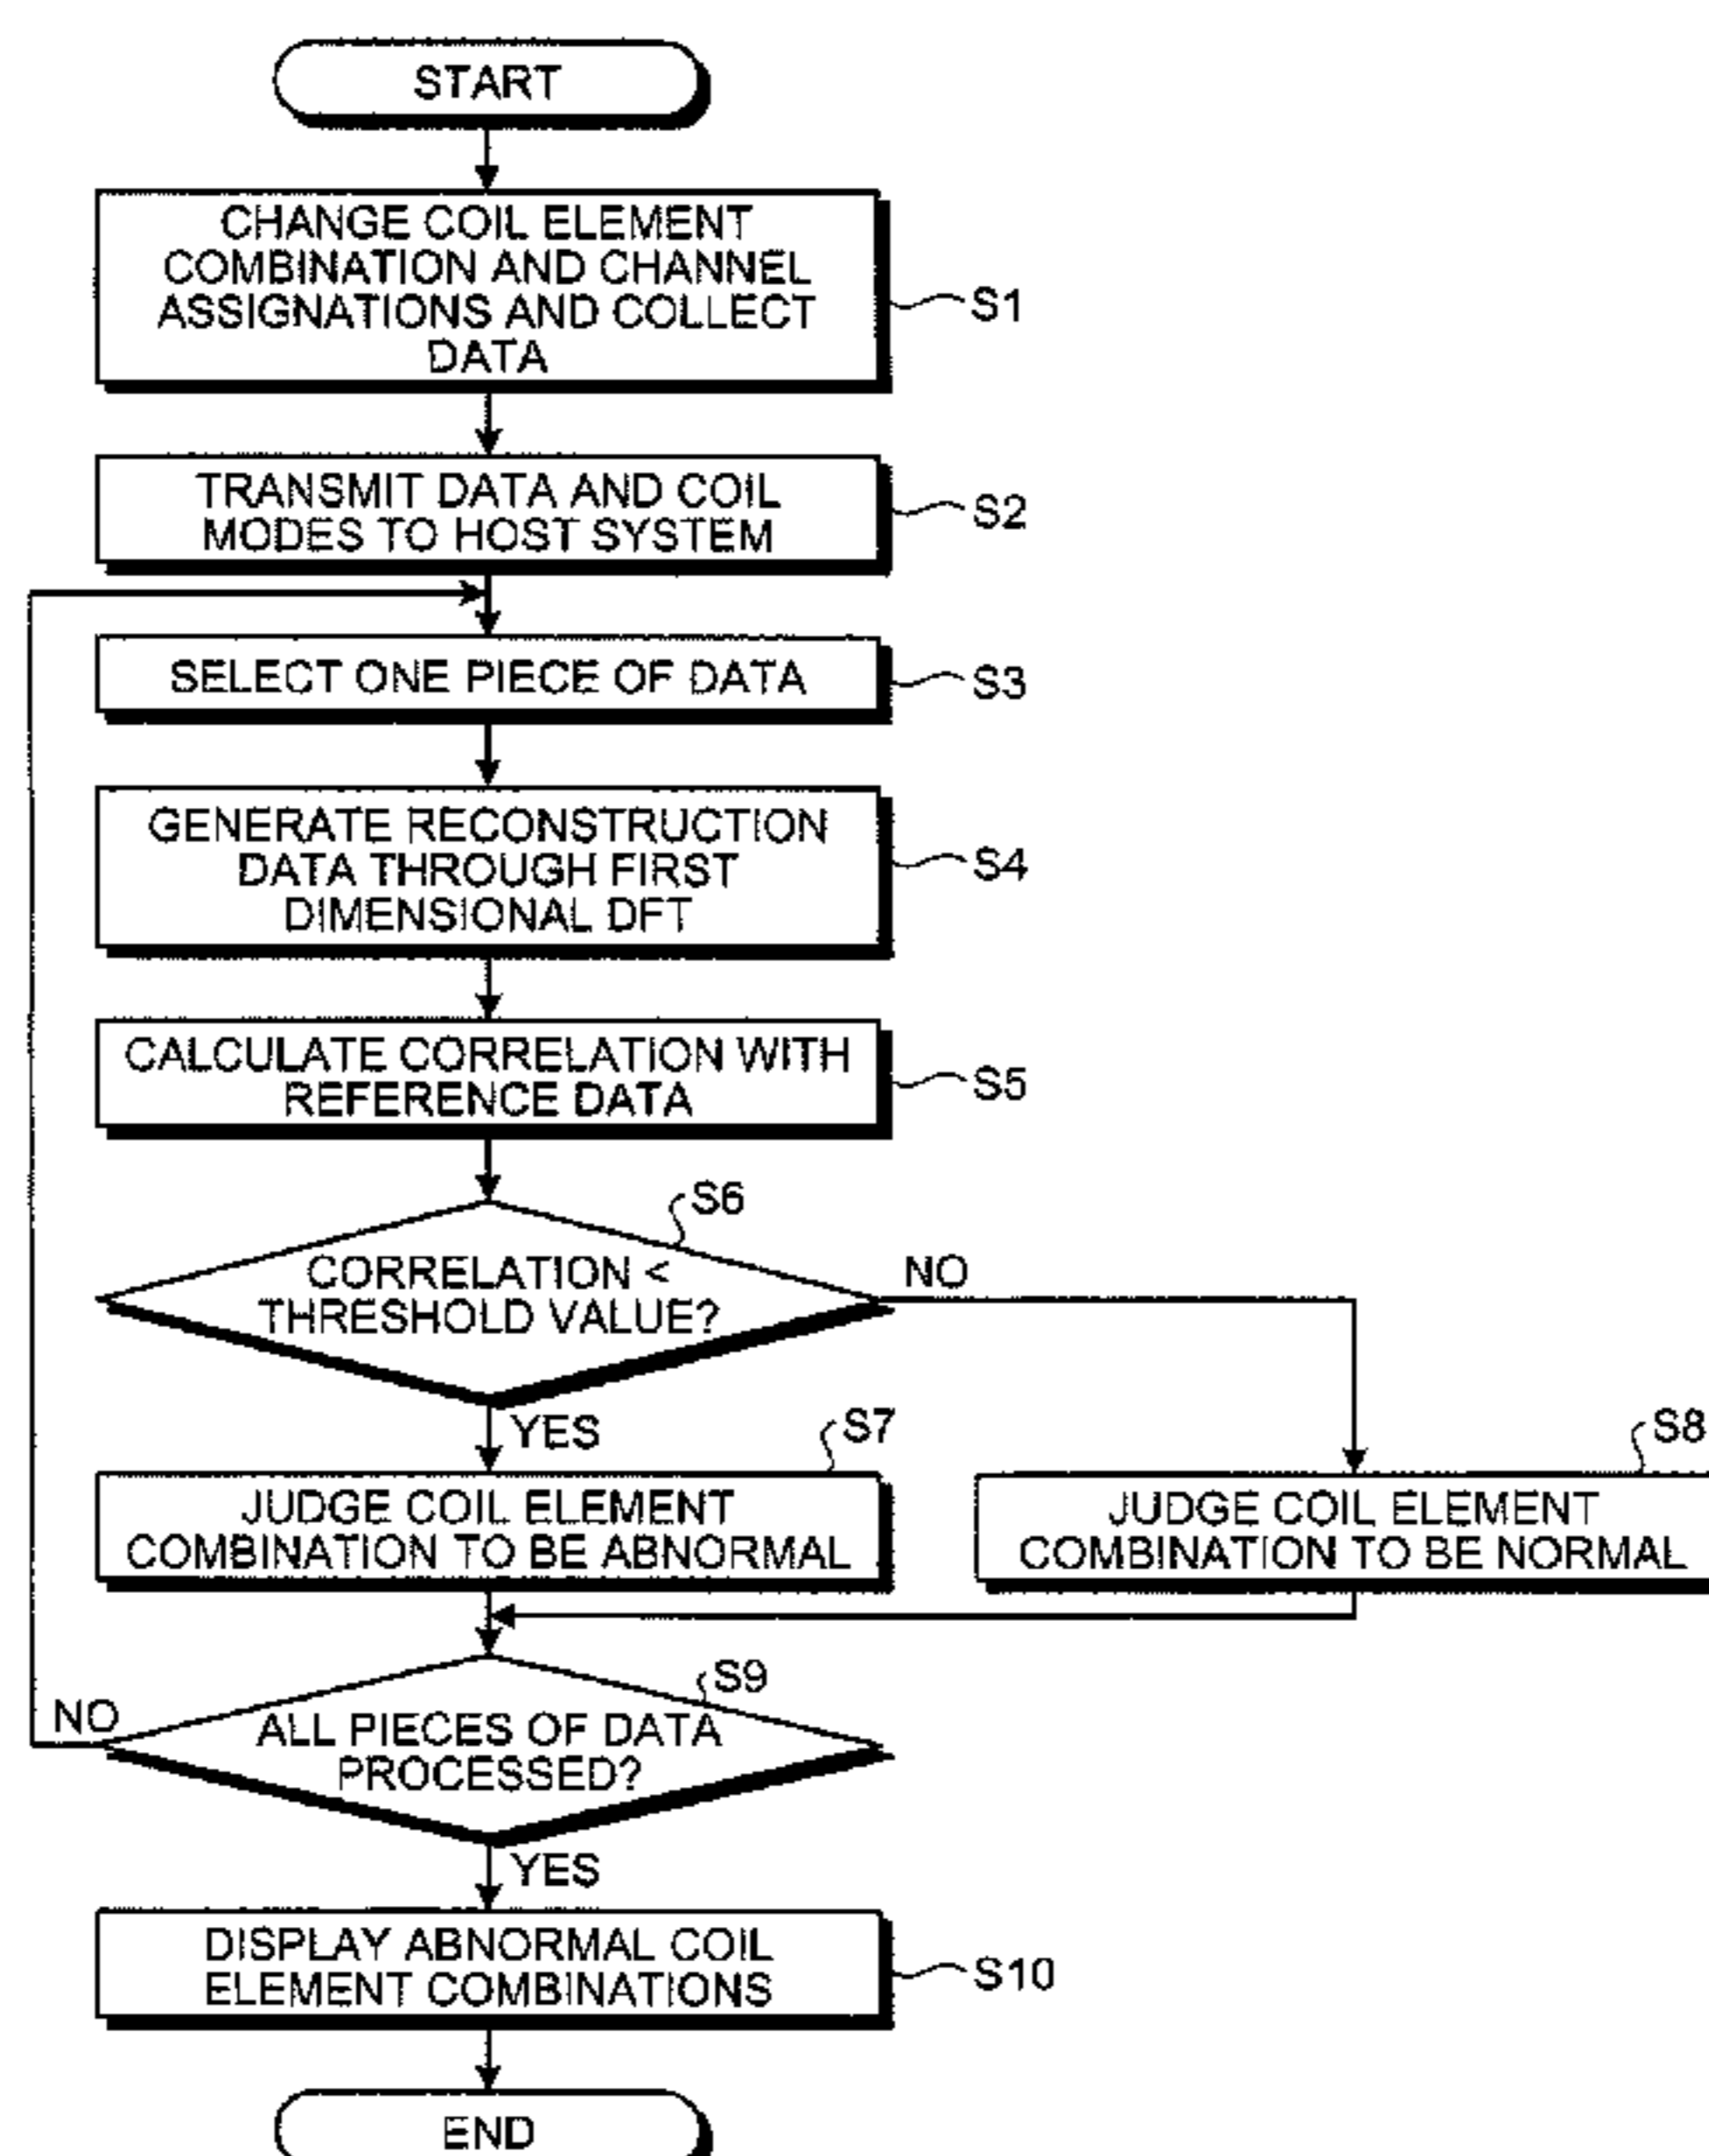 START
CHANGE COIL ELEMENT
COMBINATION AND CHANNEL
ASSIGNATIONS AND COLLECT
DATA
S1
TRANSMIT DATA AND COIL
MODES TO HOST SYSTEM
S2
SELECT ONE PIECE OF DATA
S3
GENERATE RECONSTRUCTION
DATA THROUGH FIRST
DIMENSIONAL DFT
S4
CALCULATE CORRELATION WITH
REFERENCE DATA
S5
S6
CORRELATION <
THRESHOLD VALUE?
NO
YES
S7
JUDGE COIL ELEMENT
COMBINATION TO BE ABNORMAL
S8
JUDGE COIL ELEMENT
COMBINATION TO BE NORMAL
S9
NO
ALL PIECES OF DATA
PROCESSED?
YES
DISPLAY ABNORMAL COIL
ELEMENT COMBINATIONS
S10
END